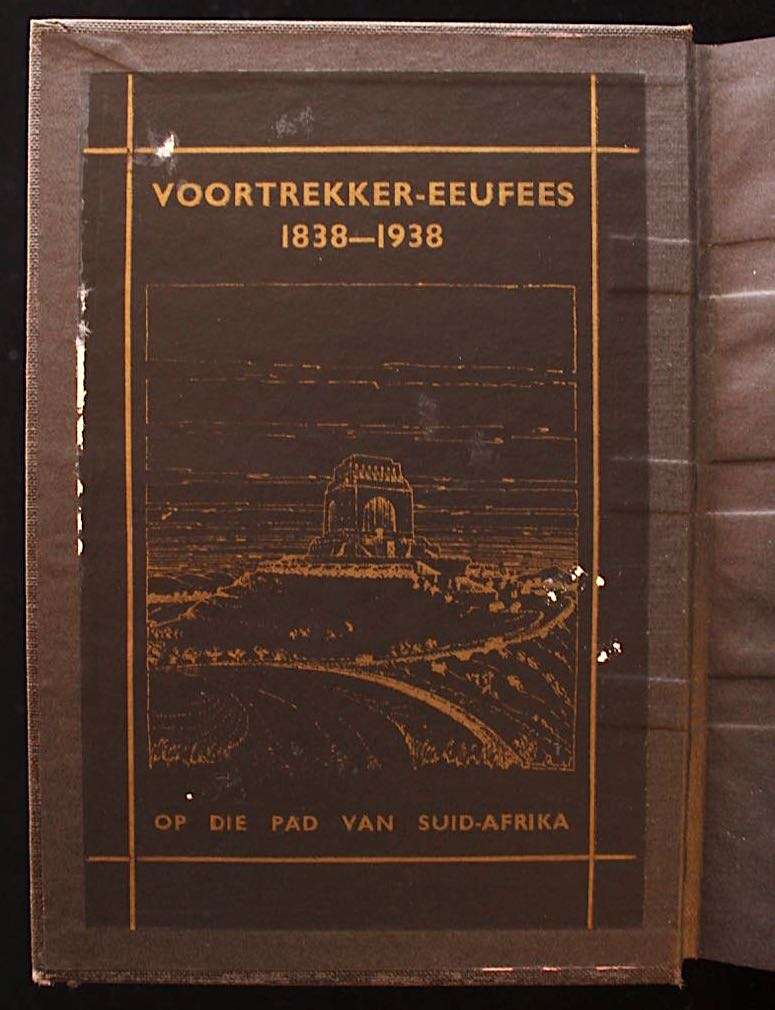 VOORTREKKER-EEUFEES
1838—1938
OP DIE PAD VAN SUID-AFRIKA